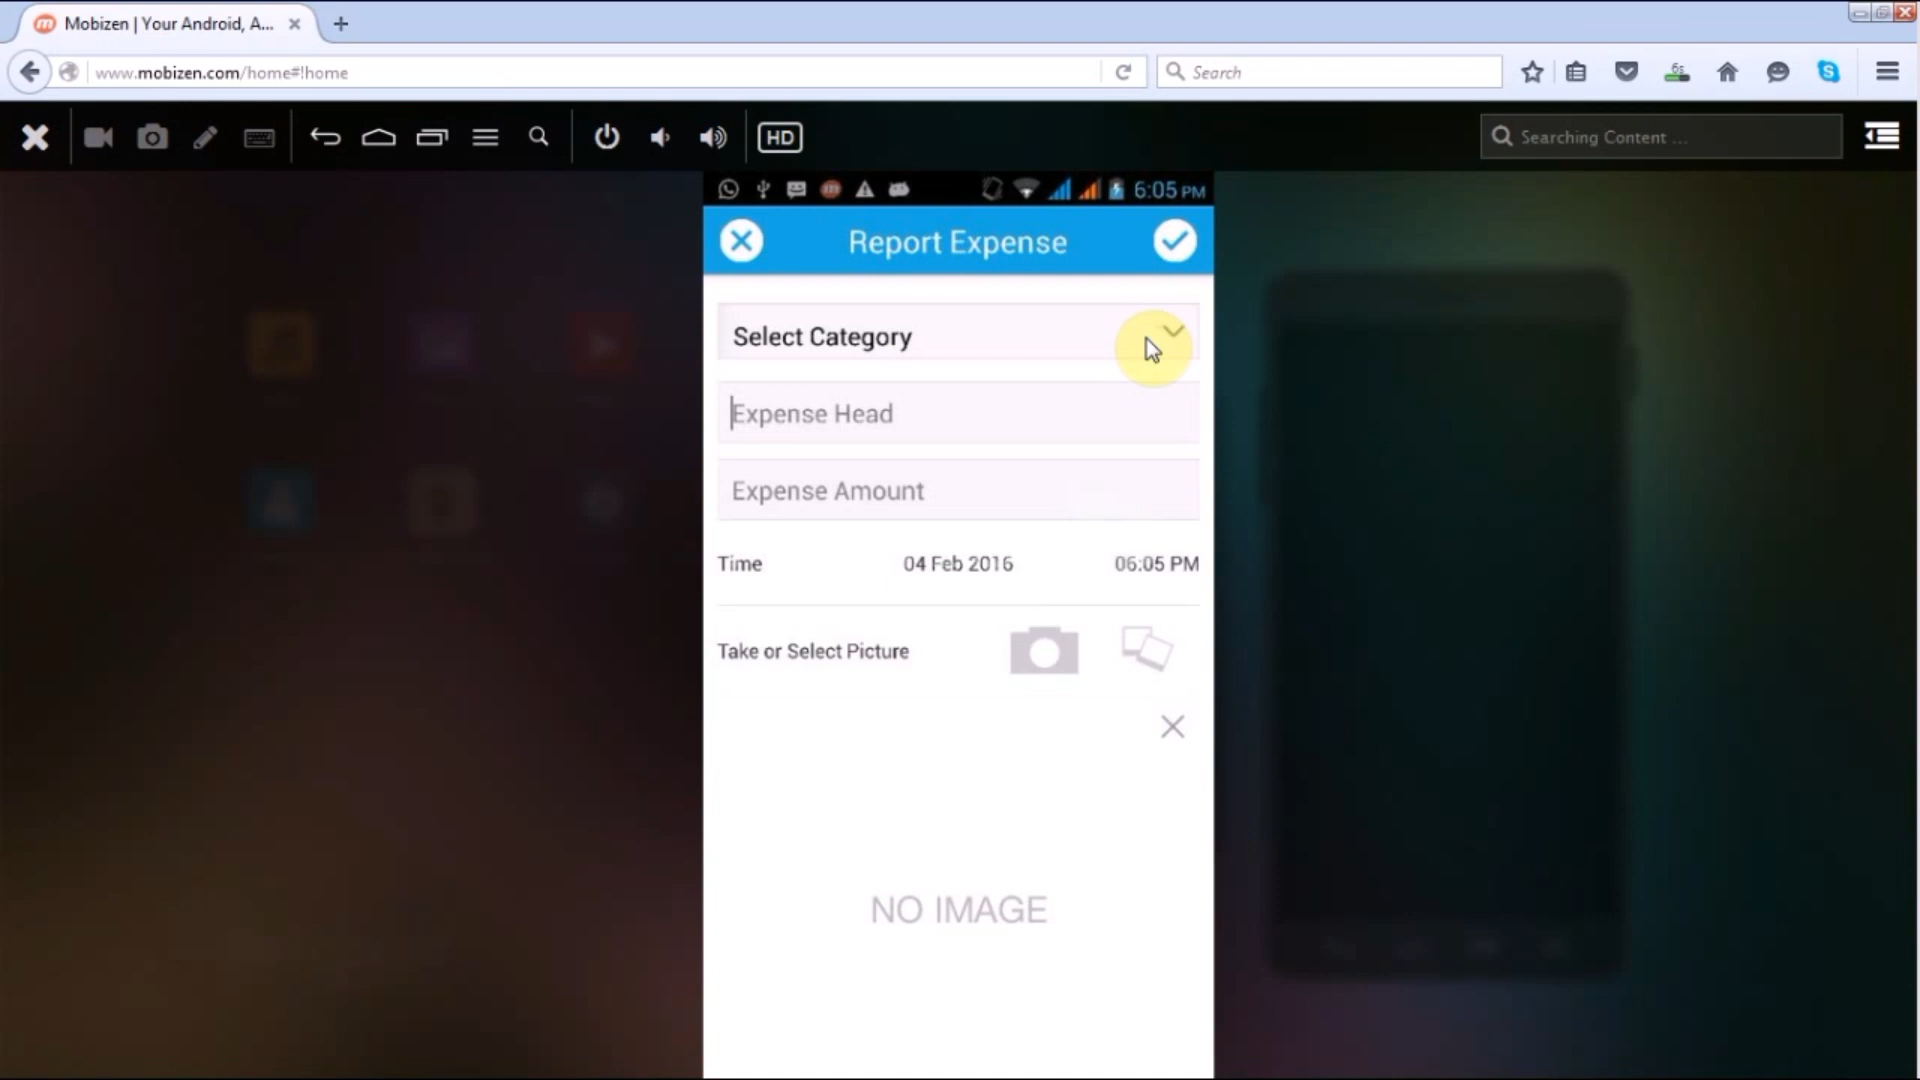 Mobizen | Your Android, A...
www.mobizen.com/home#!home
Search
6s
HD
Searching Content ...
6:05 PM
Report Expense
Select Category
Expense Head
Expense Amount
Time 04 Feb 2016 06:05 PM
Take or Select Picture
NO IMAGE